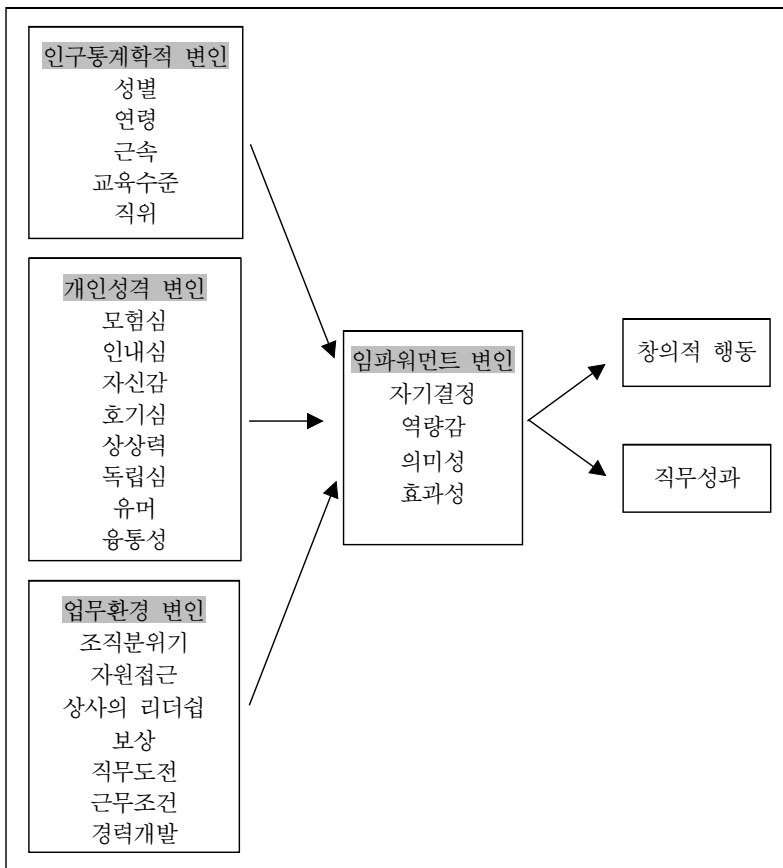 인구통계학적 변인
성별
연령
근속
교육수준
직위
개인성격 변인
모험심
인내심
자신감
호기심
상상력
독립심
유머
융통성
업무환경 변인
조직분위기
자원접근
상사의 리더쉽
보상
직무도전
근무조건
경력개발
임파워먼트 변인
자기결정
역량감
의미성
효과성
창의적 행동
직무성과